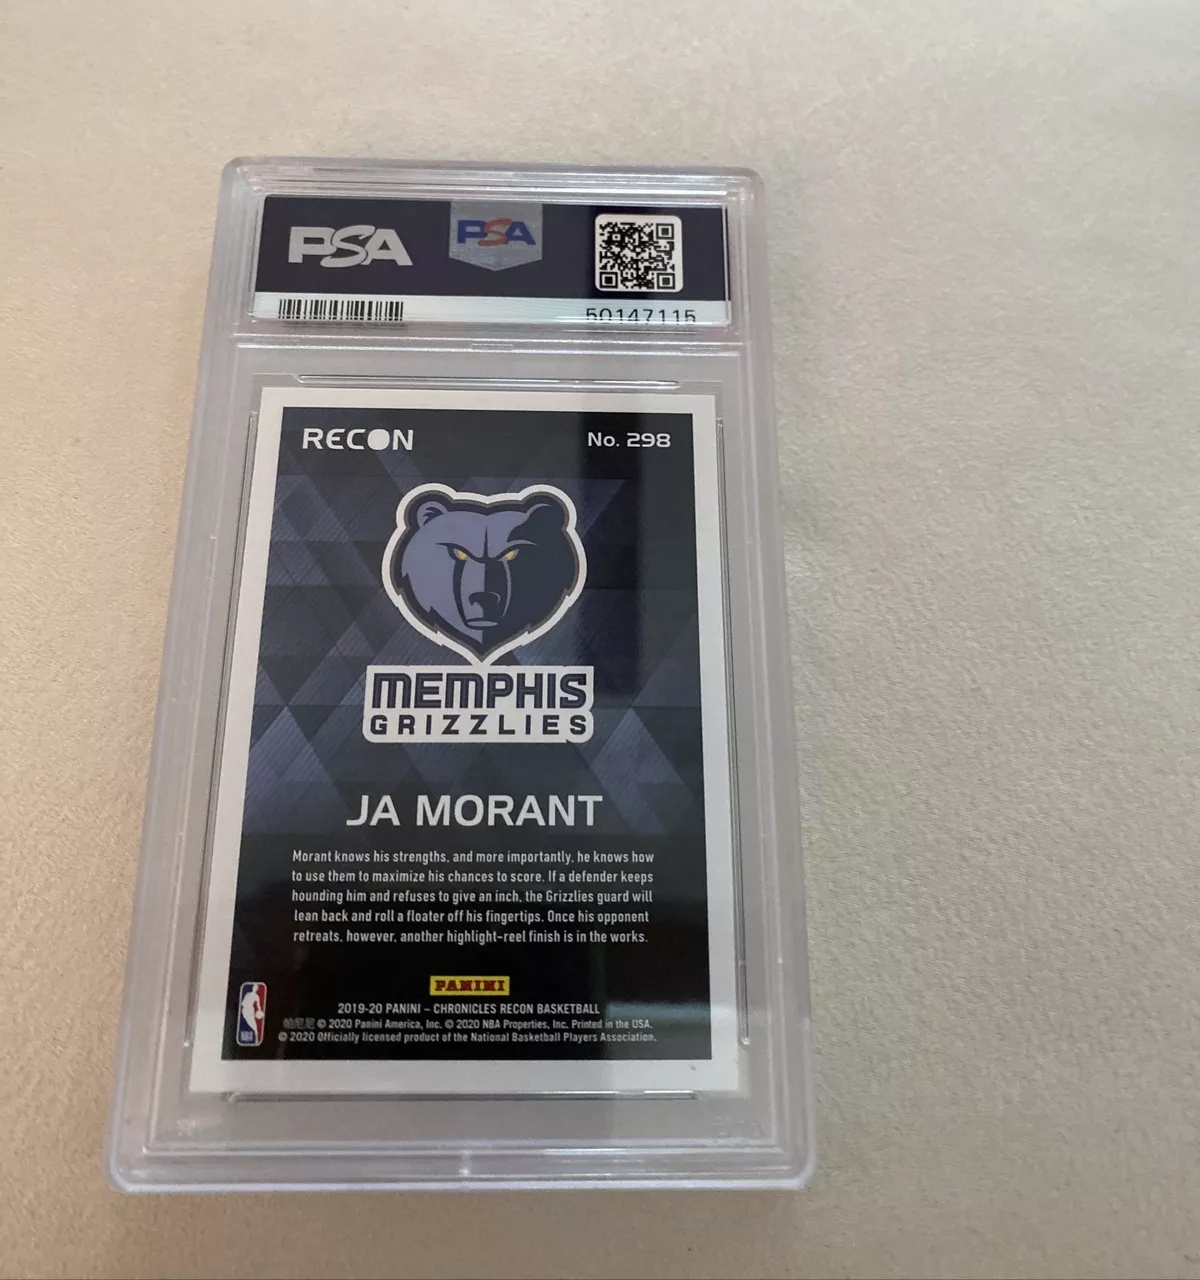 PSA
PSA
50147115
RECON
No. 298
MEMPHIS
GRIZZLIES
JA MORANT
Morant knows his strengths, and more importantly, he knows how
to use them to maximize his chances to score. If a defender keeps
hounding him and refuses to give an inch, the Grizzlies guard will
lean back and roll a floater off his fingertips. Once his opponent
retreats, however, another highlight-reel finish is in the works.
PANINI
2019-20 PANINI – CHRONICLES RECON BASKETBALL
帕尼尼 © 2020 Panini America, Inc. © 2020 NBA Properties, Inc. Printed in the USA.
© 2020 Officially licensed product of the National Basketball Players Association.
NBA